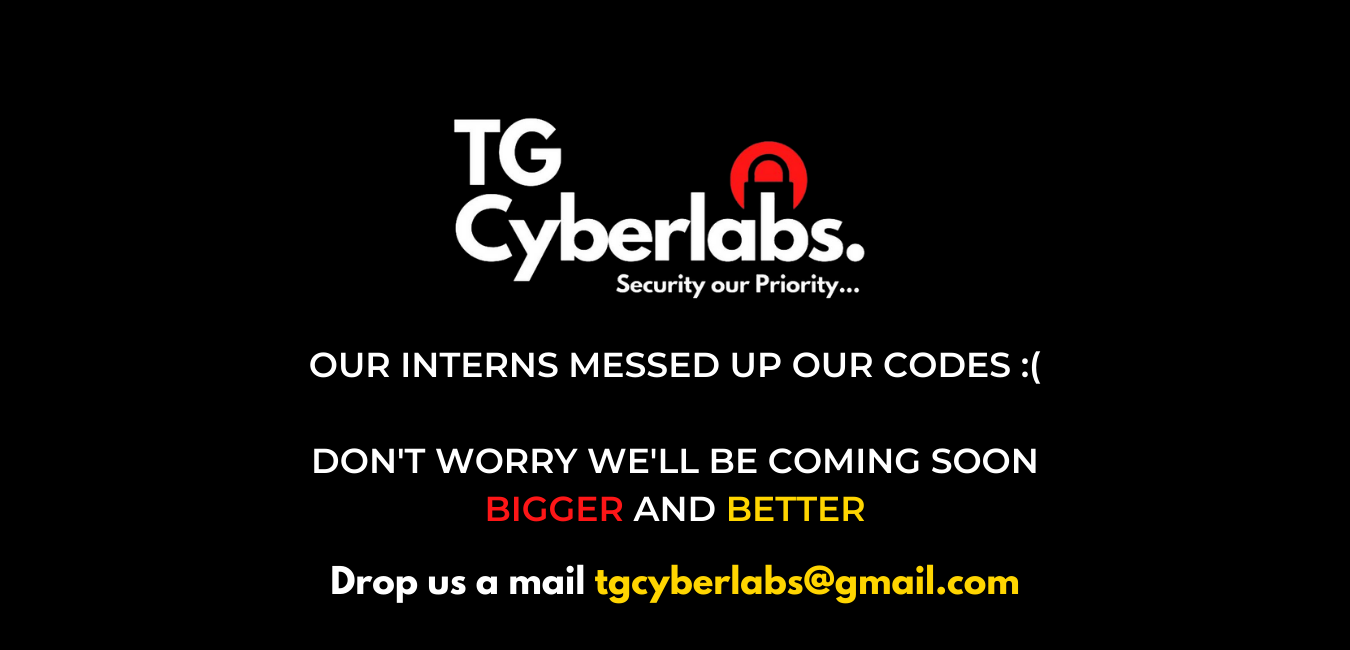 TG
Cyberlabs.
Security our Priority...
OUR INTERNS MESSED UP OUR CODES :(
DON'T WORRY WE'LL BE COMING SOON
BIGGER AND BETTER
Drop us a mail tgcyberlabs@gmail.com